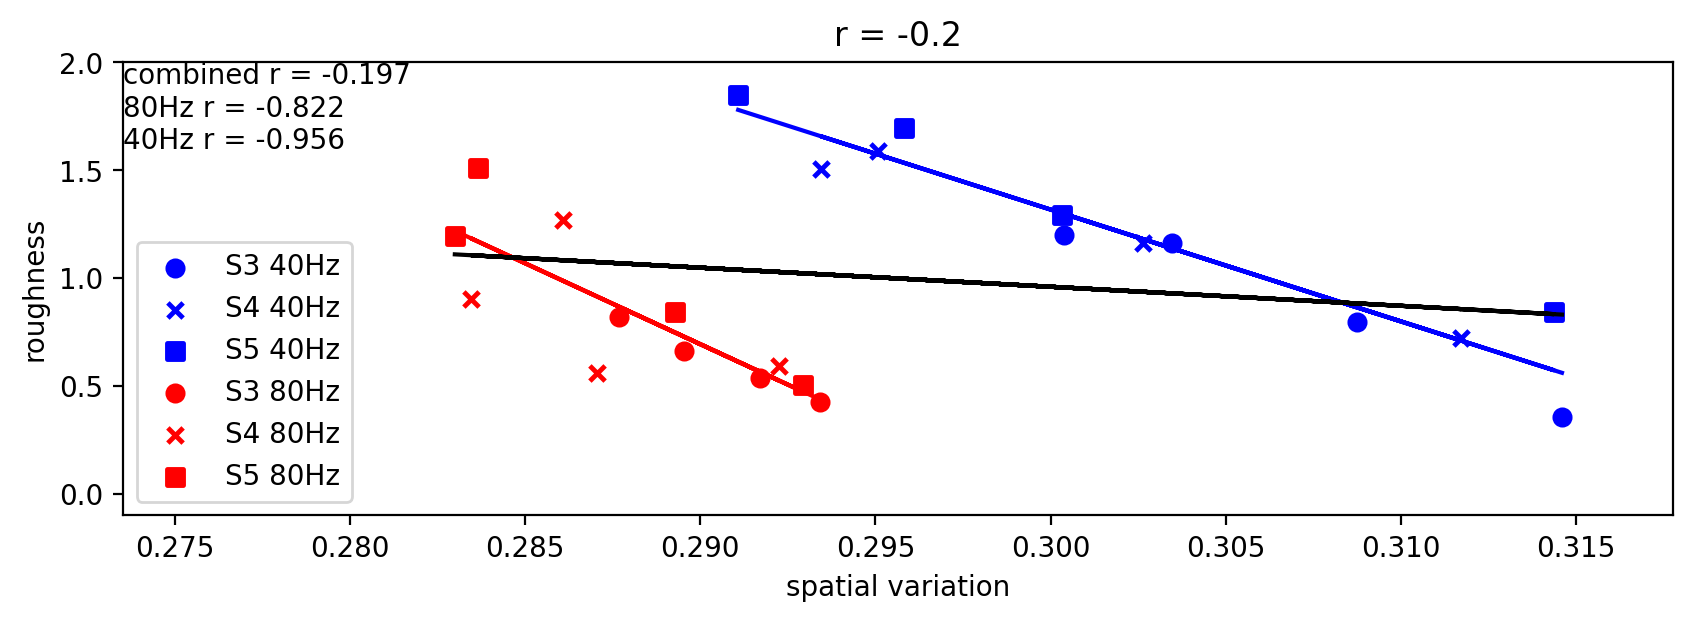 r = -0.2
combined r = -0.197
80Hz r = -0.822
40Hz r = -0.956
2.0
1.5
1.0
0.5
0.0
roughness
S3 40Hz
S4 40Hz
S5 40Hz
S3 80Hz
S4 80Hz
S5 80Hz
0.275 0.280 0.285 0.290 0.295 0.300 0.305 0.310 0.315
spatial variation